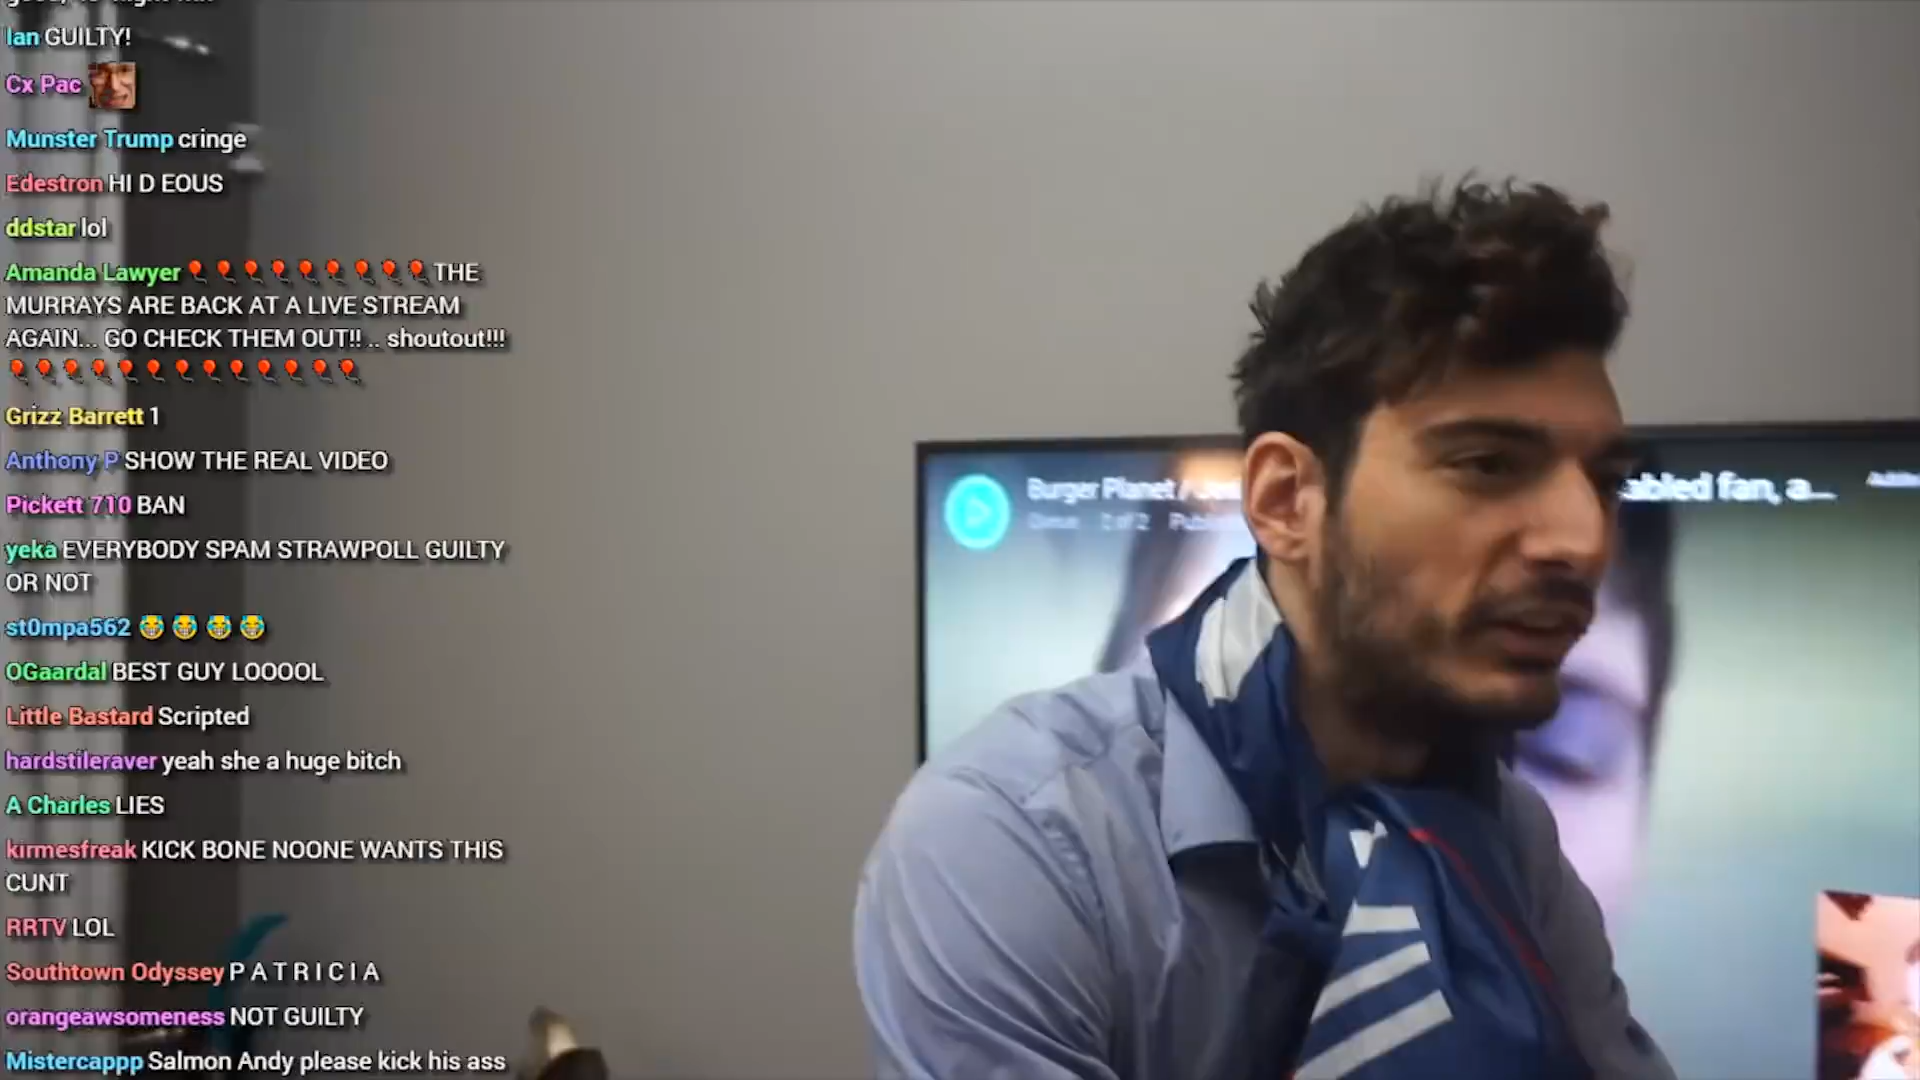 Ian GUILTY!
Cx Pac
Munster Trump cringe
Edestron HI D EOUS
ddstar lol
Amanda Lawyer 🎈🎈🎈🎈🎈🎈🎈🎈🎈 THE
MURRAYS ARE BACK AT A LIVE STREAM
AGAIN... GO CHECK THEM OUT!! .. shoutout!!!
🎈🎈🎈🎈🎈🎈🎈🎈🎈🎈🎈🎈🎈
Grizz Barrett 1
Anthony P SHOW THE REAL VIDEO
Pickett 710 BAN
yeka EVERYBODY SPAM STRAWPOLL GUILTY
OR NOT
st0mpa562 😂😂😂😂
OGaardal BEST GUY LOOOOL
Little Bastard Scripted
hardstileraver yeah she a huge bitch
A Charles LIES
kirmesfreak KICK BONE NOONE WANTS THIS
CUNT
RRTV LOL
Southtown Odyssey P A T R I C I A
orangeawsomeness NOT GUILTY
Mistercappp Salmon Andy please kick his ass
Burger Planet / abled fan, a...
2 of 2